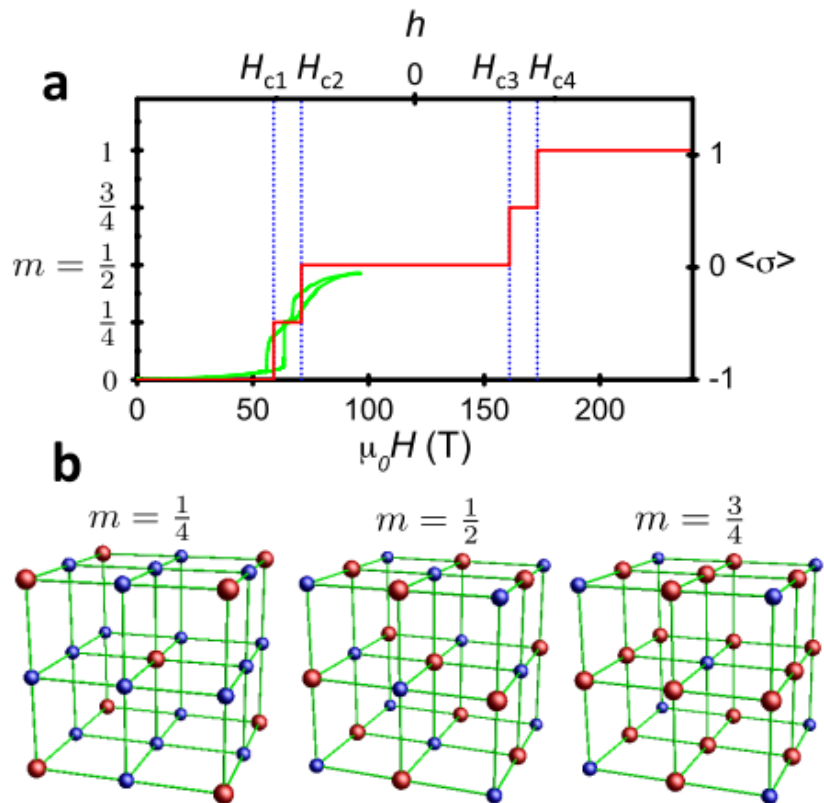 h
a
H_c1 H_c2 0 H_c3 H_c4
1
3/4
m = 1/2
1/4
0
1
0 <σ>
-1
0 50 100 150 200
μ_0H (T)
b
m = 1/4 m = 1/2 m = 3/4